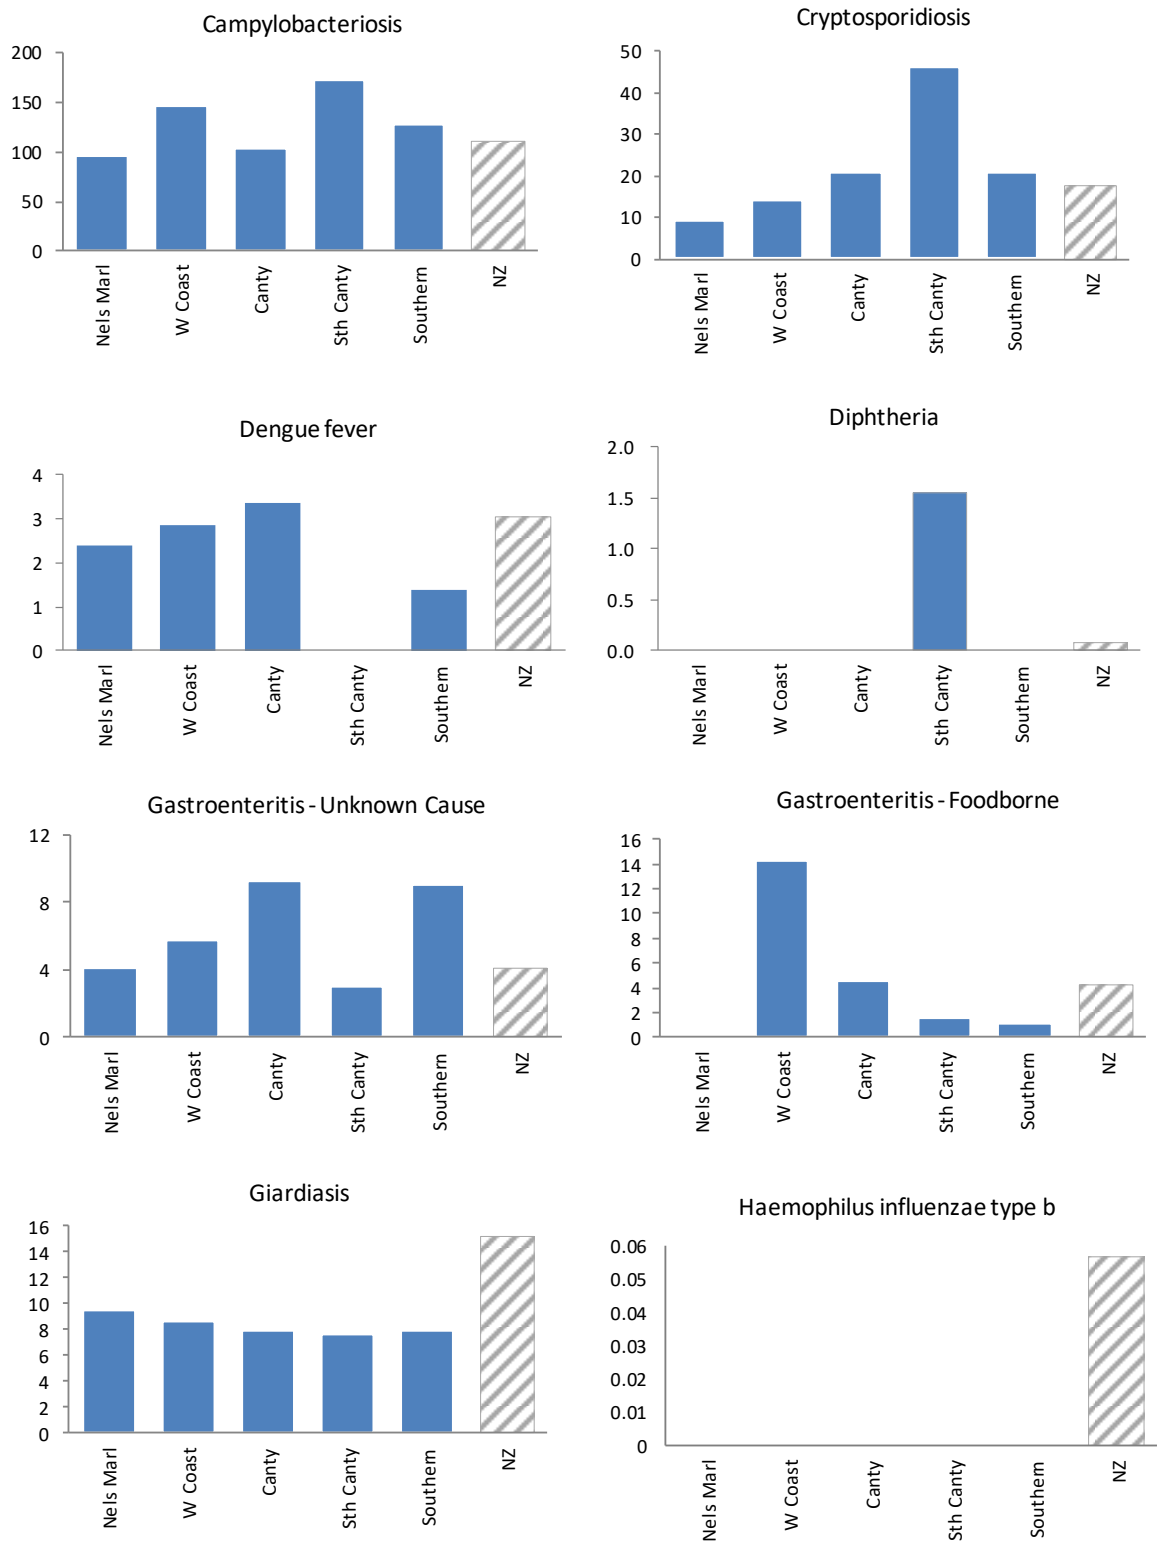 Campylobacteriosis
200
150
100
50
0
Nels Marl
W Coast
Canty
Sth Canty
Southern
NZ
Cryptosporidiosis
50
40
30
20
10
0
Nels Marl
W Coast
Canty
Sth Canty
Southern
NZ
Dengue fever
4
3
2
1
0
Nels Marl
W Coast
Canty
Sth Canty
Southern
NZ
Diphtheria
2.0
1.5
1.0
0.5
0.0
Nels Marl
W Coast
Canty
Sth Canty
Southern
NZ
Gastroenteritis - Unknown Cause
12
8
4
0
Nels Marl
W Coast
Canty
Sth Canty
Southern
NZ
Gastroenteritis - Foodborne
16
14
12
10
8
6
4
2
0
Nels Marl
W Coast
Canty
Sth Canty
Southern
NZ
Giardiasis
16
14
12
10
8
6
4
2
0
Nels Marl
W Coast
Canty
Sth Canty
Southern
NZ
Haemophilus influenzae type b
0.06
0.05
0.04
0.03
0.02
0.01
0
Nels Marl
W Coast
Canty
Sth Canty
Southern
NZ